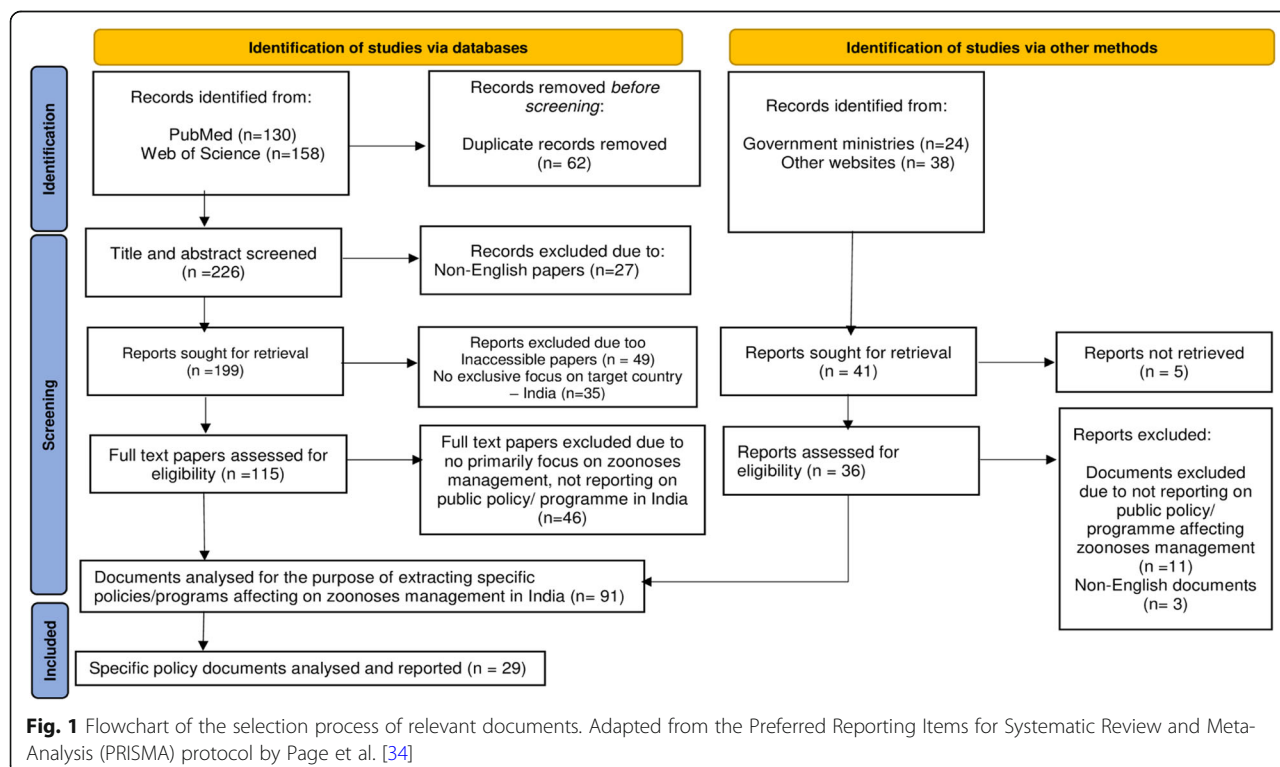 Identification of studies via databases
Identification of studies via other methods
Identification
Records identified from:
PubMed (n=130)
Web of Science (n=158)
Records removed before
screening:
Duplicate records removed
(n= 62)
Records identified from:
Government ministries (n=24)
Other websites (n= 38)
Screening
Title and abstract screened
(n =226)
Records excluded due to:
Non-English papers (n=27)
Reports sought for retrieval
(n =199)
Reports excluded due too
Inaccessible papers (n = 49)
No exclusive focus on target country
– India (n=35)
Reports sought for retrieval
(n = 41)
Reports not retrieved
(n = 5)
Full text papers assessed for
eligibility (n =115)
Full text papers excluded due to
no primarily focus on zoonoses
management, not reporting on
public policy/ programme in India
(n=46)
Reports assessed for
eligibility (n = 36)
Reports excluded:
Documents excluded
due to not reporting on
public policy/
programme affecting
zoonoses management
(n =11)
Non-English documents
(n= 3)
Documents analysed for the purpose of extracting specific
policies/programs affecting on zoonoses management in India (n= 91)
Included
Specific policy documents analysed and reported (n = 29)
Fig. 1 Flowchart of the selection process of relevant documents. Adapted from the Preferred Reporting Items for Systematic Review and Meta-
Analysis (PRISMA) protocol by Page et al. [34]